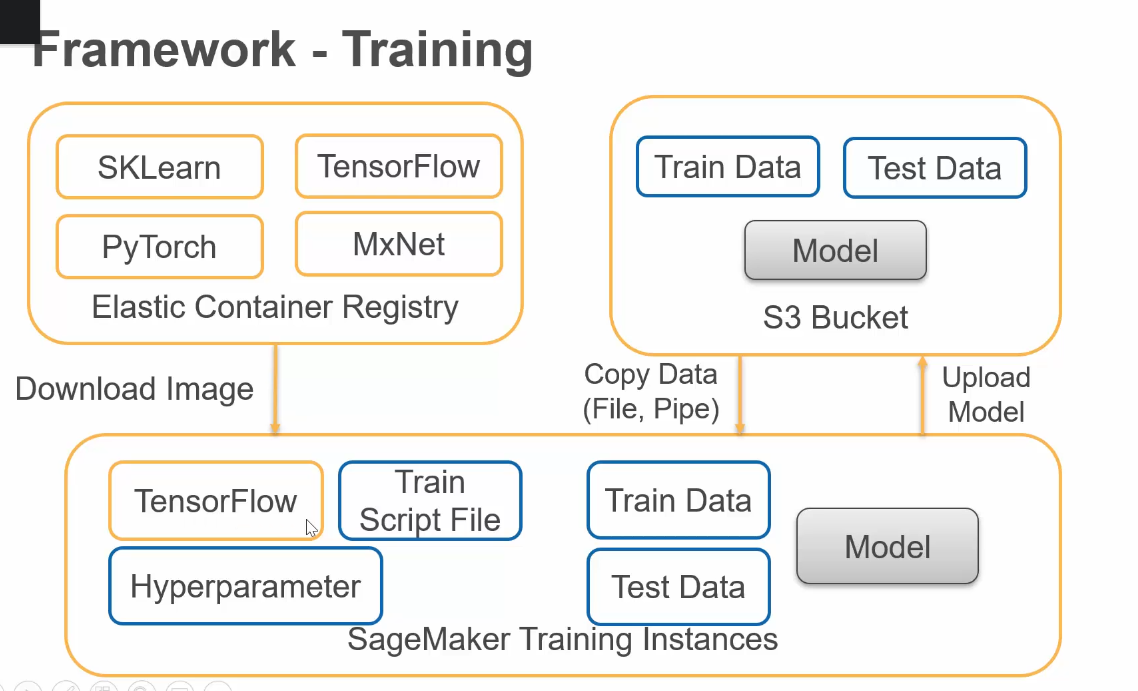 Framework - Training
SKLearn
TensorFlow
PyTorch
MxNet
Elastic Container Registry
Train Data
Test Data
Model
S3 Bucket
Download Image
Copy Data
(File, Pipe)
Upload
Model
TensorFlow
Train
Script File
Hyperparameter
Train Data
Test Data
Model
SageMaker Training Instances